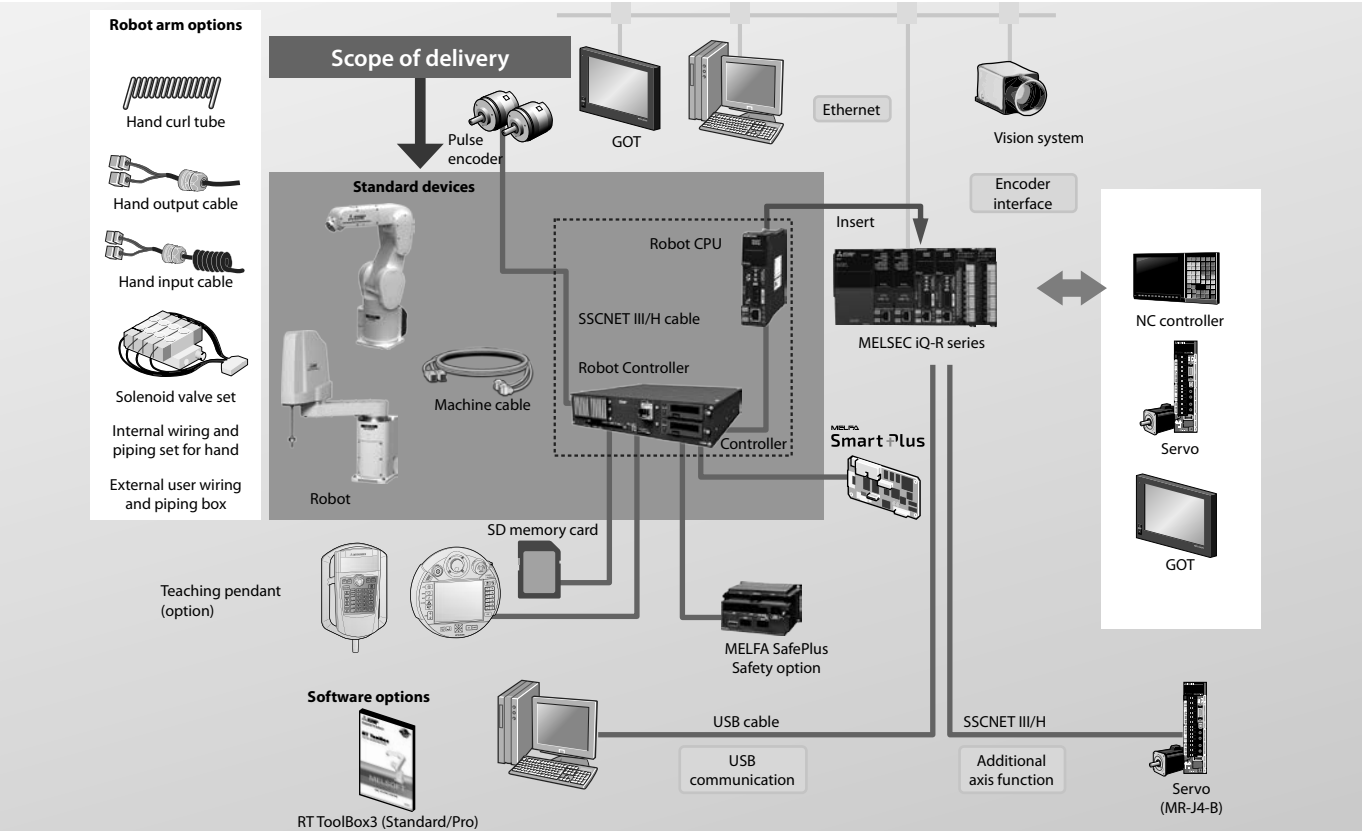 Robot arm options
Hand curl tube
Hand output cable
Hand input cable
Solenoid valve set
Internal wiring and
piping set for hand
External user wiring
and piping box
Scope of delivery
Pulse
encoder
GOT
Ethernet
Vision system
Encoder
interface
Standard devices
Robot CPU
Insert
SSCNET III/H cable
MELSEC iQ-R series
NC controller
Robot Controller
Machine cable
Controller
MELFA
SmartPlus
Servo
Robot
GOT
SD memory card
Teaching pendant
(option)
MELFA SafePlus
Safety option
Software options
RT ToolBox
MELSOFT
RT ToolBox3 (Standard/Pro)
USB cable
USB
communication
SSCNET III/H
Additional
axis function
Servo
(MR-J4-B)